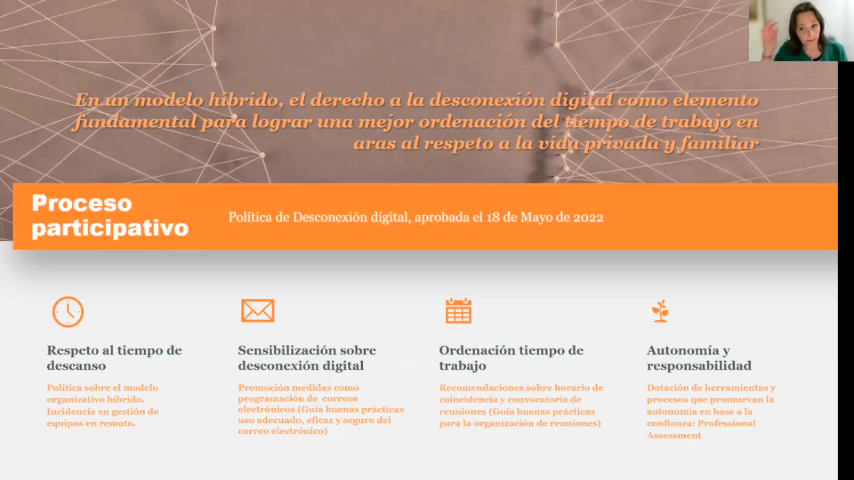 En un modelo híbrido, el derecho a la desconexión digital como elemento
fundamental para lograr una mejor ordenación del tiempo de trabajo en
aras al respeto a la vida privada y familiar
Proceso
participativo
Política de Desconexión digital, aprobada el 18 de Mayo de 2022
Respeto al tiempo de
descanso
Política sobre el modelo
organizativo híbrido.
Incidencia en gestión de
equipos en remoto.
Sensibilización sobre
desconexión digital
Promoción medidas como
programación de correos
electrónicos (Guía buenas prácticas
uso adecuado, eficaz y seguro del
correo electrónico)
Ordenación tiempo de
trabajo
Recomendaciones sobre horario de
coincidencia y convocatoria de
reuniones (Guía buenas prácticas
para la organización de reuniones)
Autonomía y
responsabilidad
Dotación de herramientas y
procesos que promuevan la
autonomía en base a la
confianza: Professional
Assessment